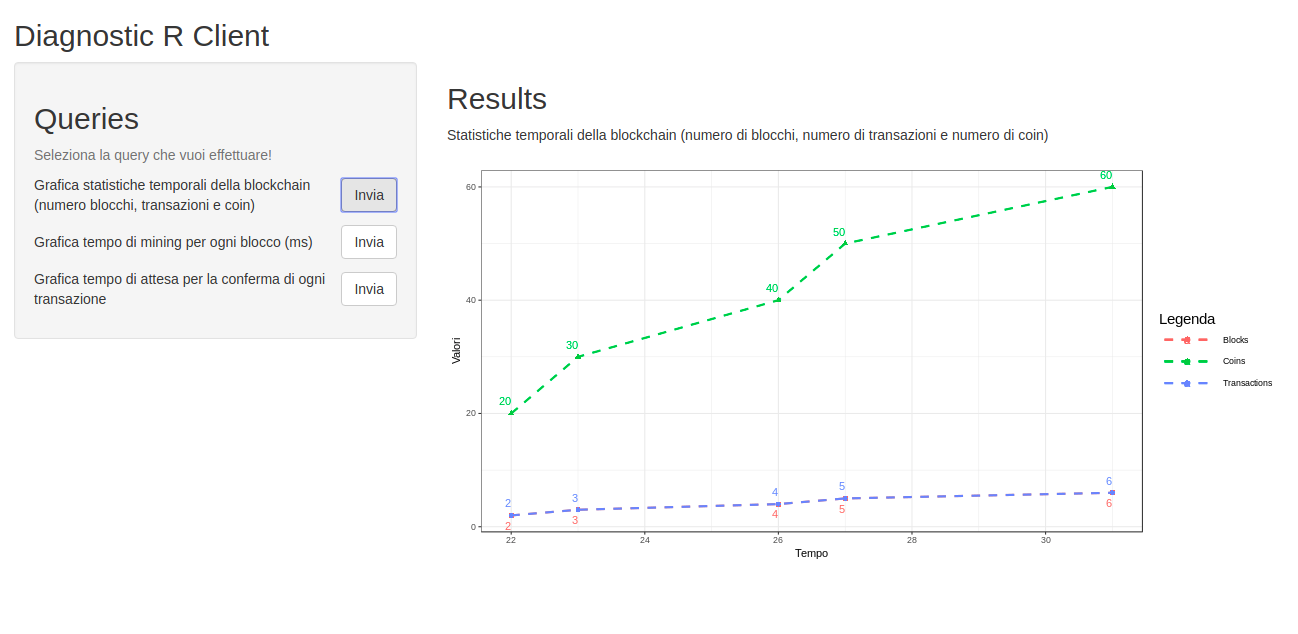 Diagnostic R Client
Queries
Seleziona la query che vuoi effettuare!
Grafica statistiche temporali della blockchain
(numero blocchi, transazioni e coin)
Invia
Grafica tempo di mining per ogni blocco (ms)
Invia
Grafica tempo di attesa per la conferma di ogni
transazione
Invia
Results
Statistiche temporali della blockchain (numero di blocchi, numero di transazioni e numero di coin)
Valori
60
40
20
0
20
30
40
50
60
2
3
4
5
6
2
3
4
5
6
22
24
26
28
30
Tempo
Legenda
Blocks
Coins
Transactions